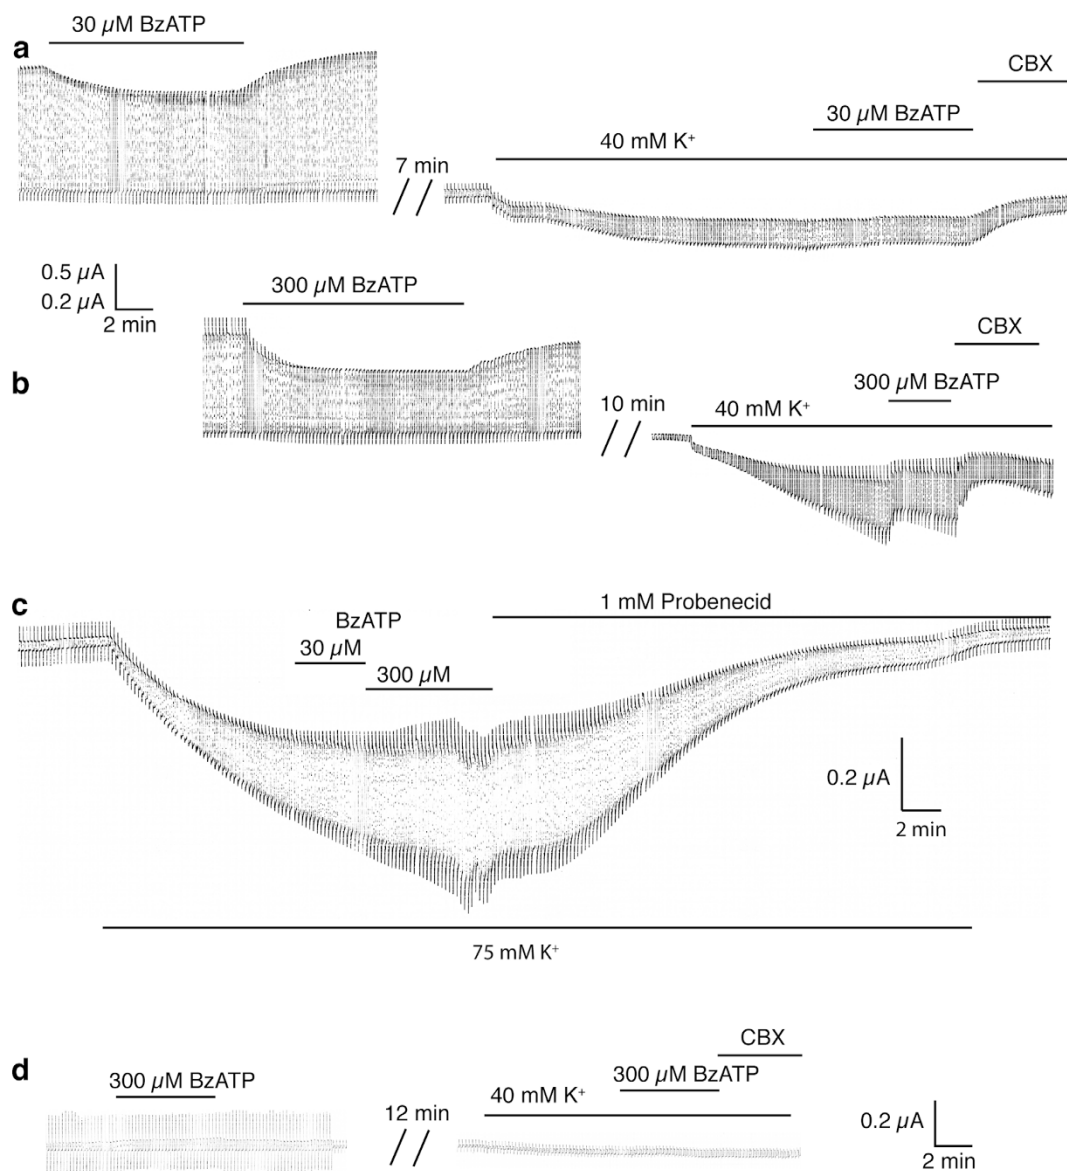 a
30 µM BzATP
CBX
30 µM BzATP
40 mM K⁺
7 min
0.5 µA
0.2 µA
2 min
300 µM BzATP
CBX
b
300 µM BzATP
10 min
40 mM K⁺
c
1 mM Probenecid
BzATP
30 µM
300 µM
0.2 µA
2 min
75 mM K⁺
CBX
d
300 µM BzATP
300 µM BzATP
12 min
40 mM K⁺
0.2 µA
2 min